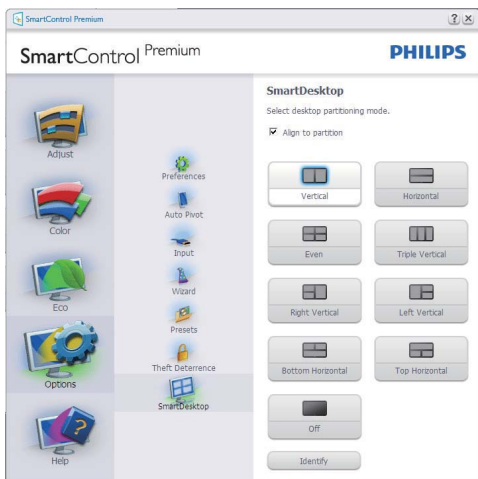 SmartControl Premium
SmartControl Premium
PHILIPS
Adjust
Color
Eco
Options
Help
Preferences
Auto Pivot
Input
Wizard
Presets
Theft Deterrence
SmartDesktop
SmartDesktop
Select desktop partitioning mode.
Align to partition
Vertical
Horizontal
Even
Triple Vertical
Right Vertical
Left Vertical
Bottom Horizontal
Top Horizontal
Off
Identify